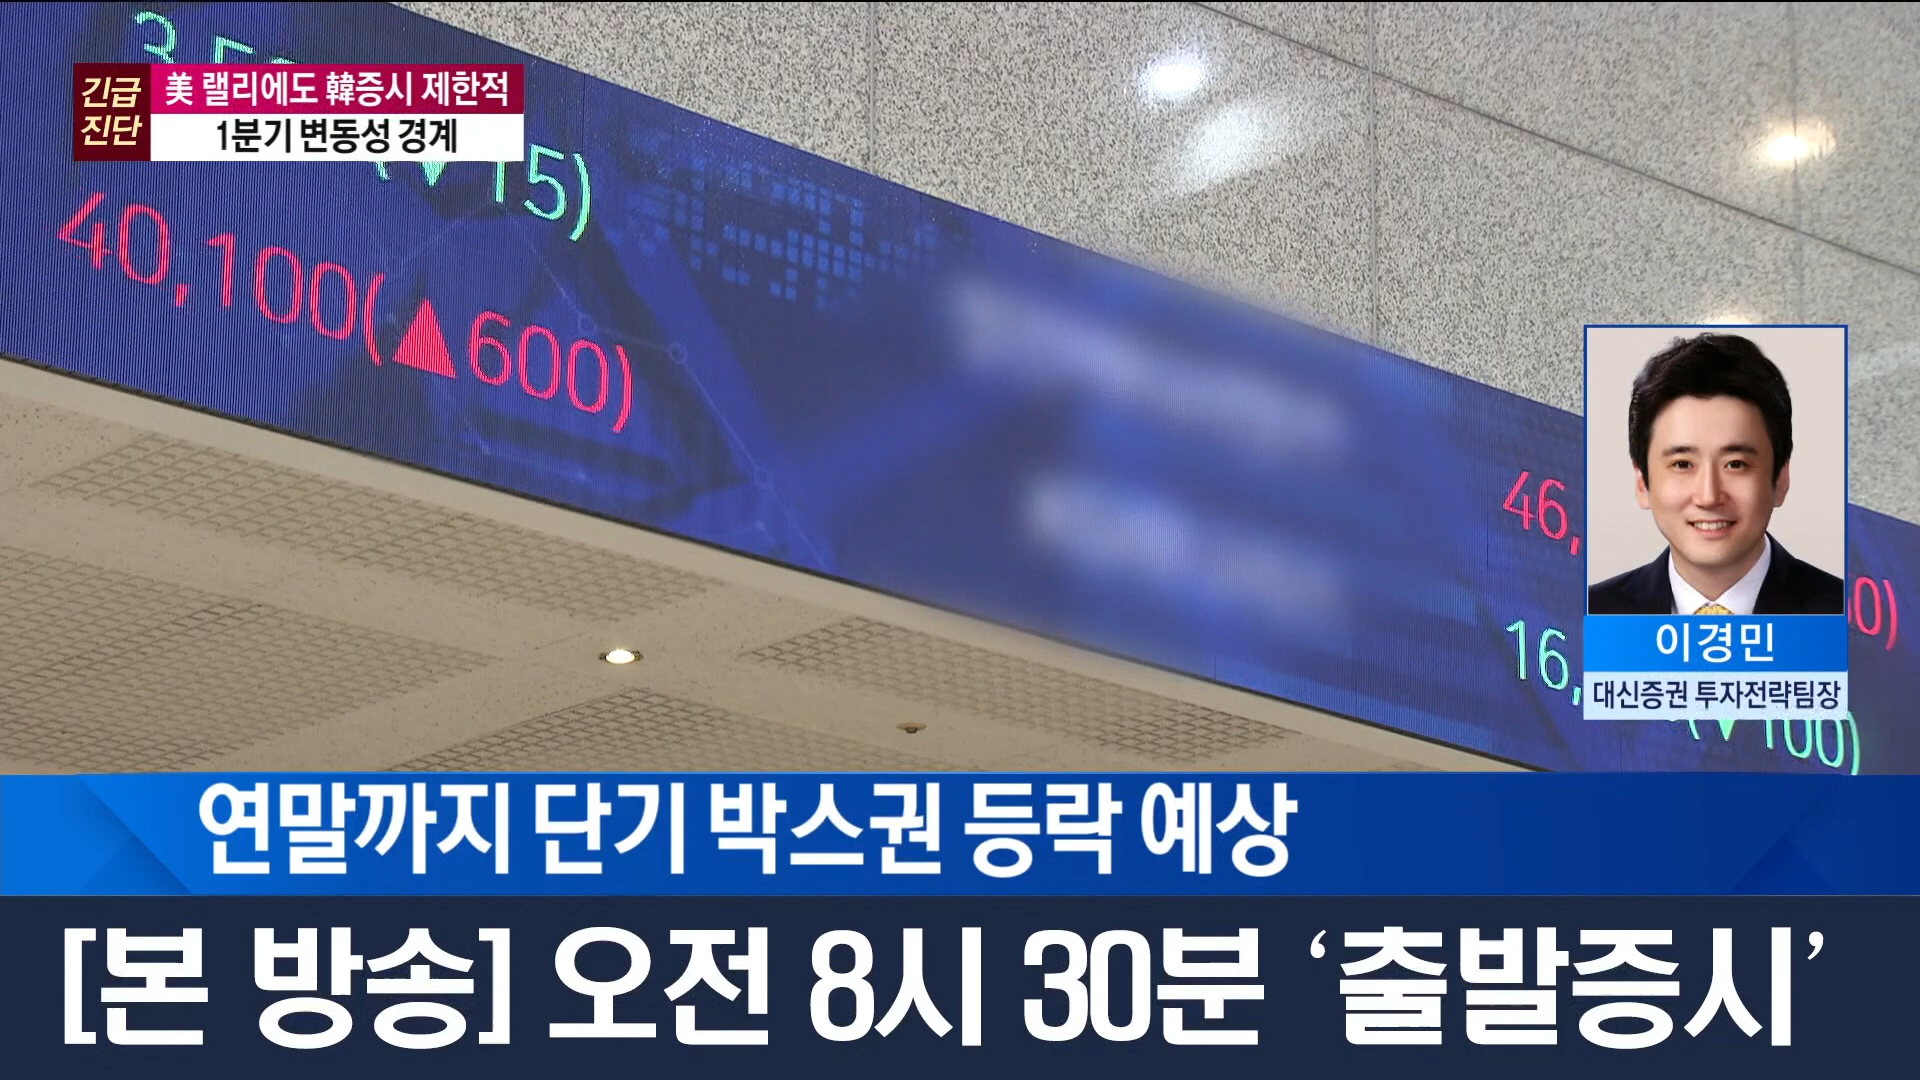 긴급
진단
美 랠리에도 韓증시 제한적
1분기 변동성 경계
15)
40,100(▲600)
46,
0)
16,
(▼100)
이경민
대신증권 투자전략팀장
연말까지 단기 박스권 등락 예상
[본 방송] 오전 8시 30분 ‘출발증시’